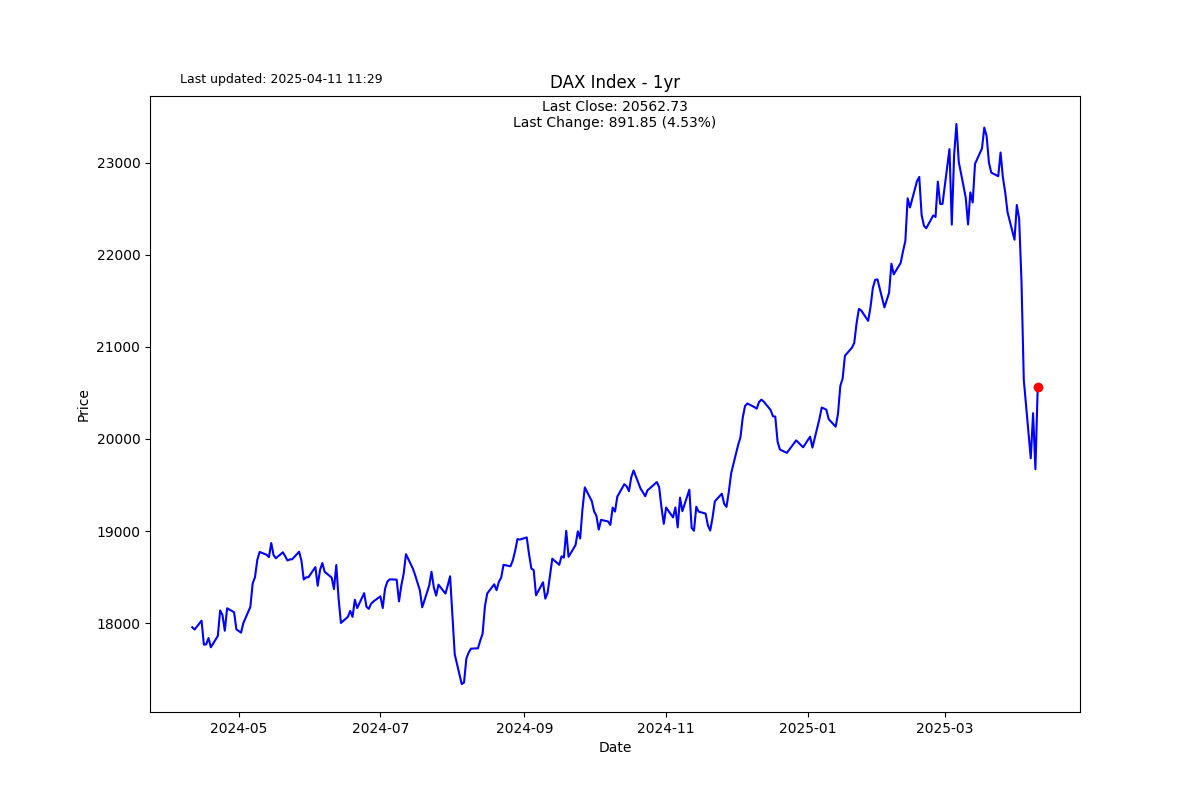 Last updated: 2025-04-11 11:29
DAX Index - 1yr
Last Close: 20562.73
Last Change: 891.85 (4.53%)
23000
22000
21000
20000
19000
18000
Price
2024-05
2024-07
2024-09
2024-11
2025-01
2025-03
Date